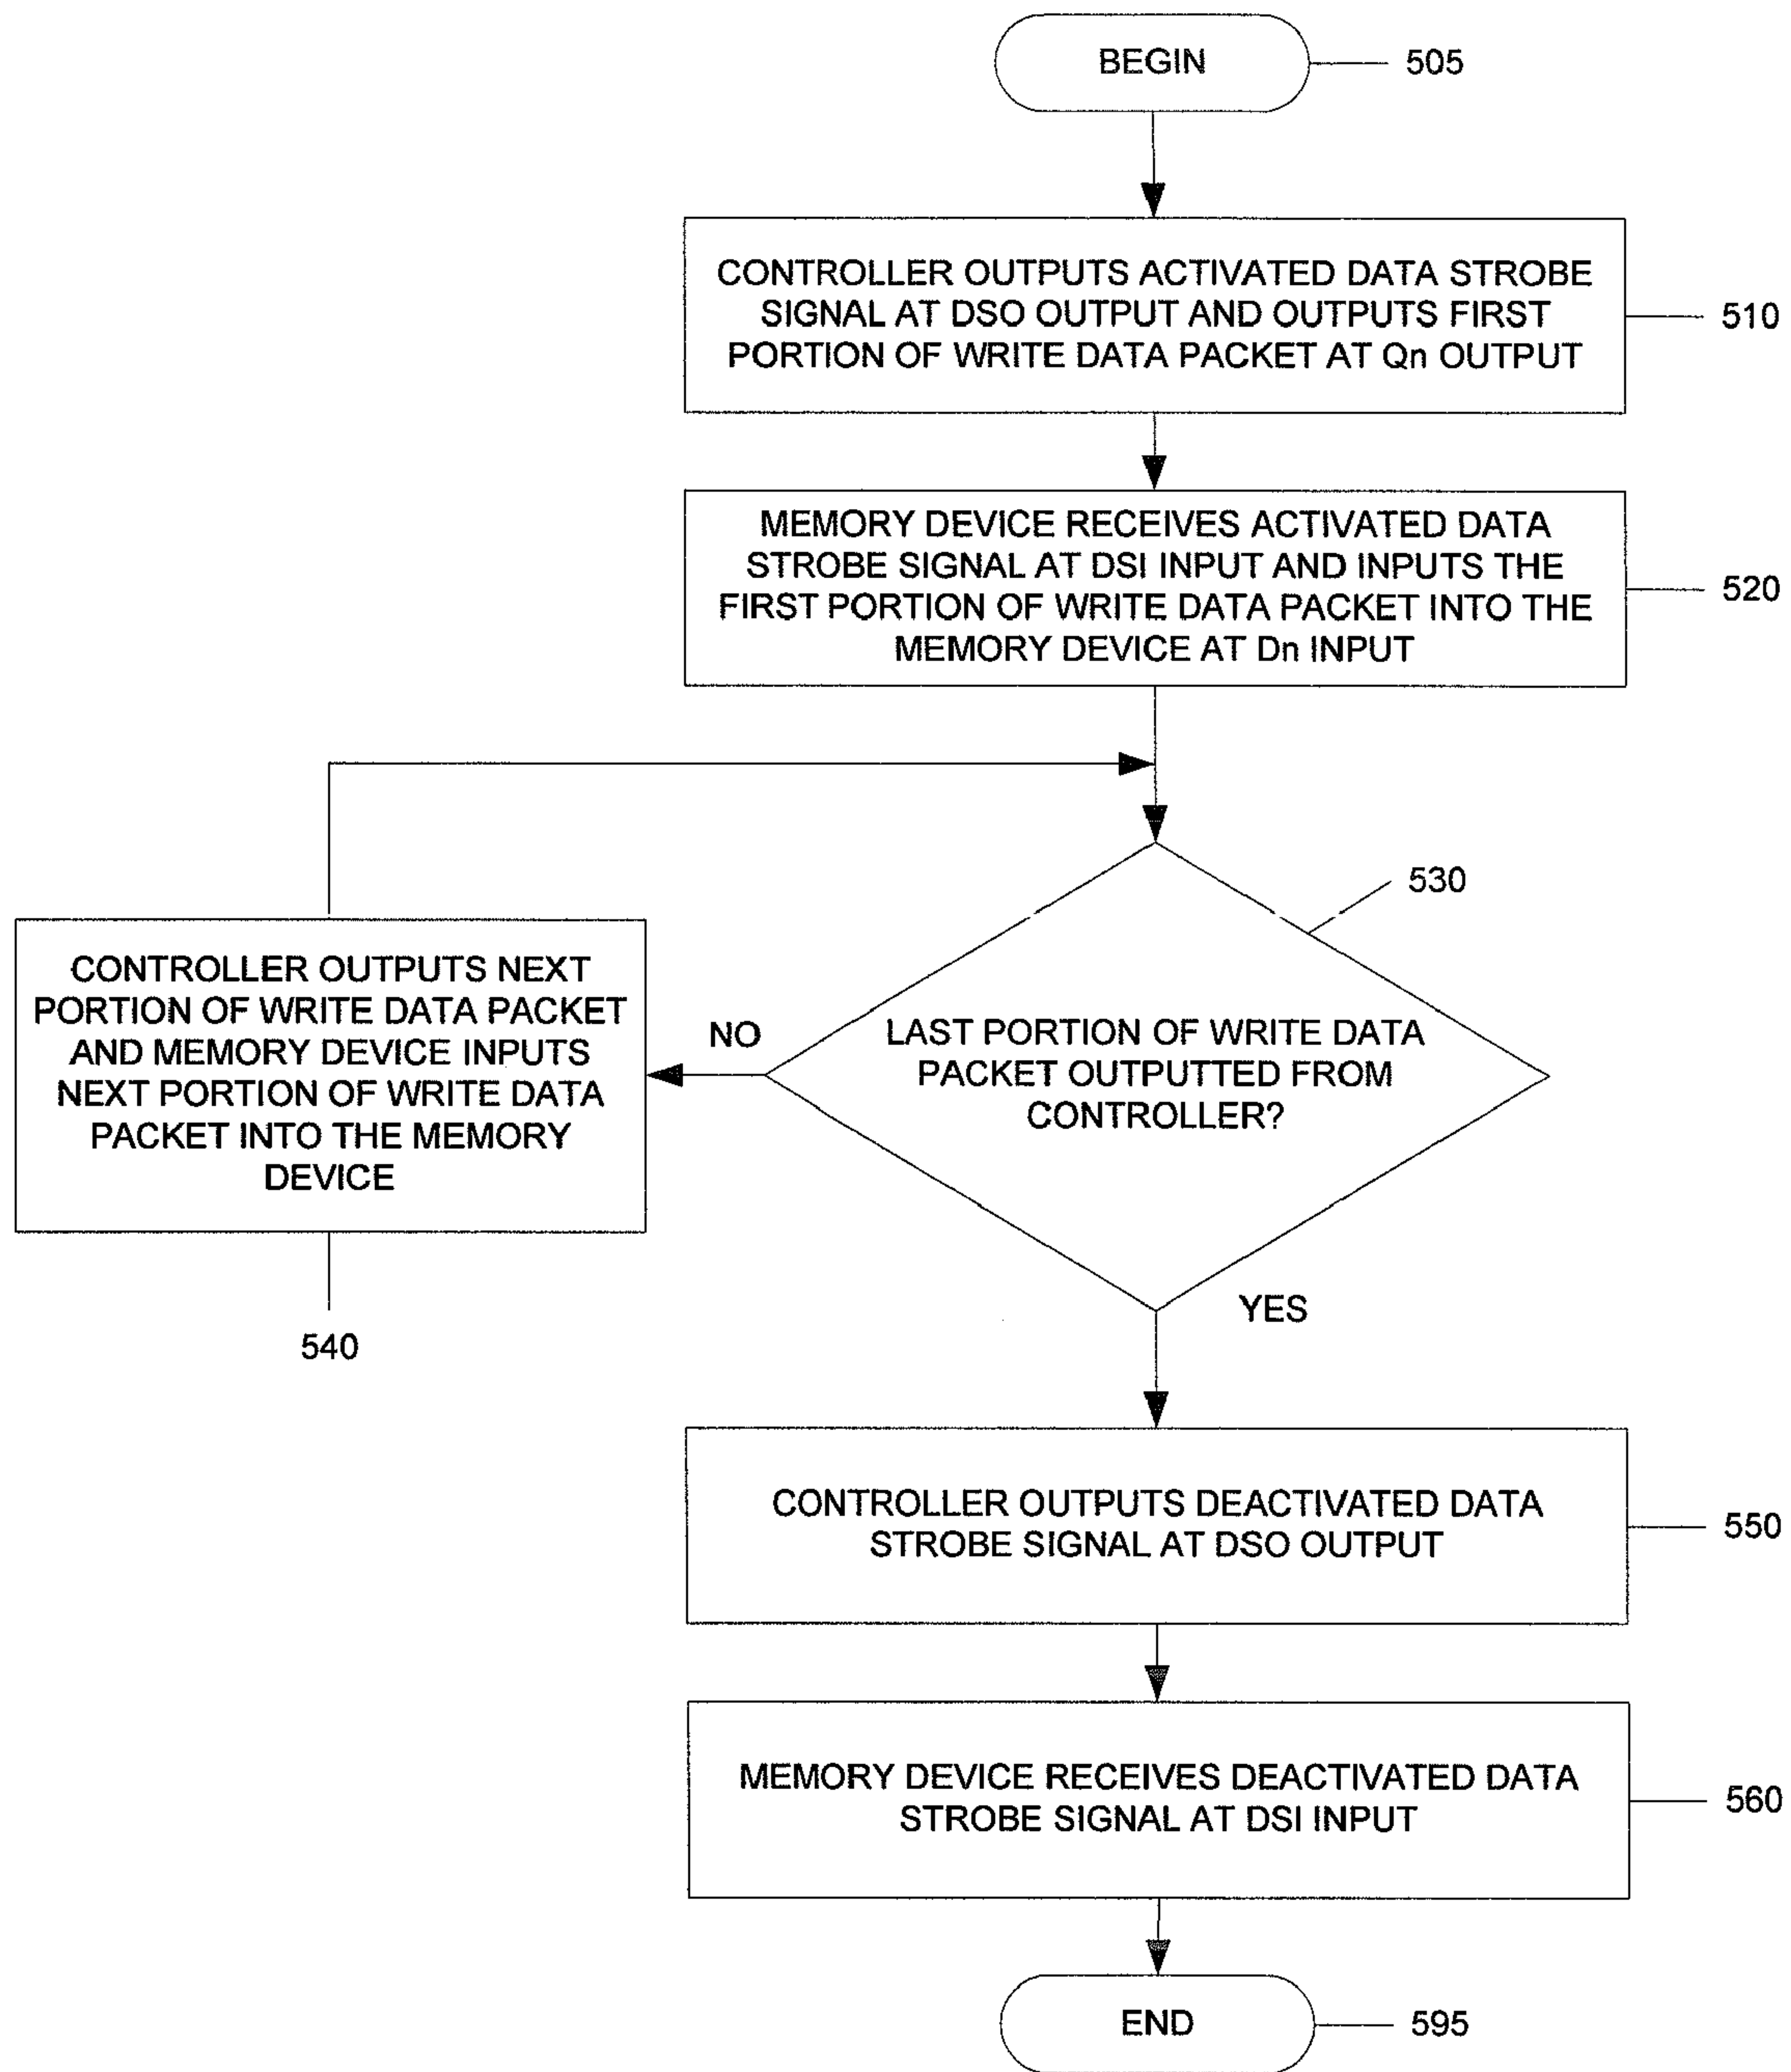 BEGIN
505
CONTROLLER OUTPUTS ACTIVATED DATA STROBE
SIGNAL AT DSO OUTPUT AND OUTPUTS FIRST
PORTION OF WRITE DATA PACKET AT Qn OUTPUT
510
MEMORY DEVICE RECEIVES ACTIVATED DATA
STROBE SIGNAL AT DSI INPUT AND INPUTS THE
FIRST PORTION OF WRITE DATA PACKET INTO THE
MEMORY DEVICE AT Dn INPUT
520
530
LAST PORTION OF WRITE DATA
PACKET OUTPUTTED FROM
CONTROLLER?
NO
CONTROLLER OUTPUTS NEXT
PORTION OF WRITE DATA PACKET
AND MEMORY DEVICE INPUTS
NEXT PORTION OF WRITE DATA
PACKET INTO THE MEMORY
DEVICE
540
YES
CONTROLLER OUTPUTS DEACTIVATED DATA
STROBE SIGNAL AT DSO OUTPUT
550
MEMORY DEVICE RECEIVES DEACTIVATED DATA
STROBE SIGNAL AT DSI INPUT
560
END
595